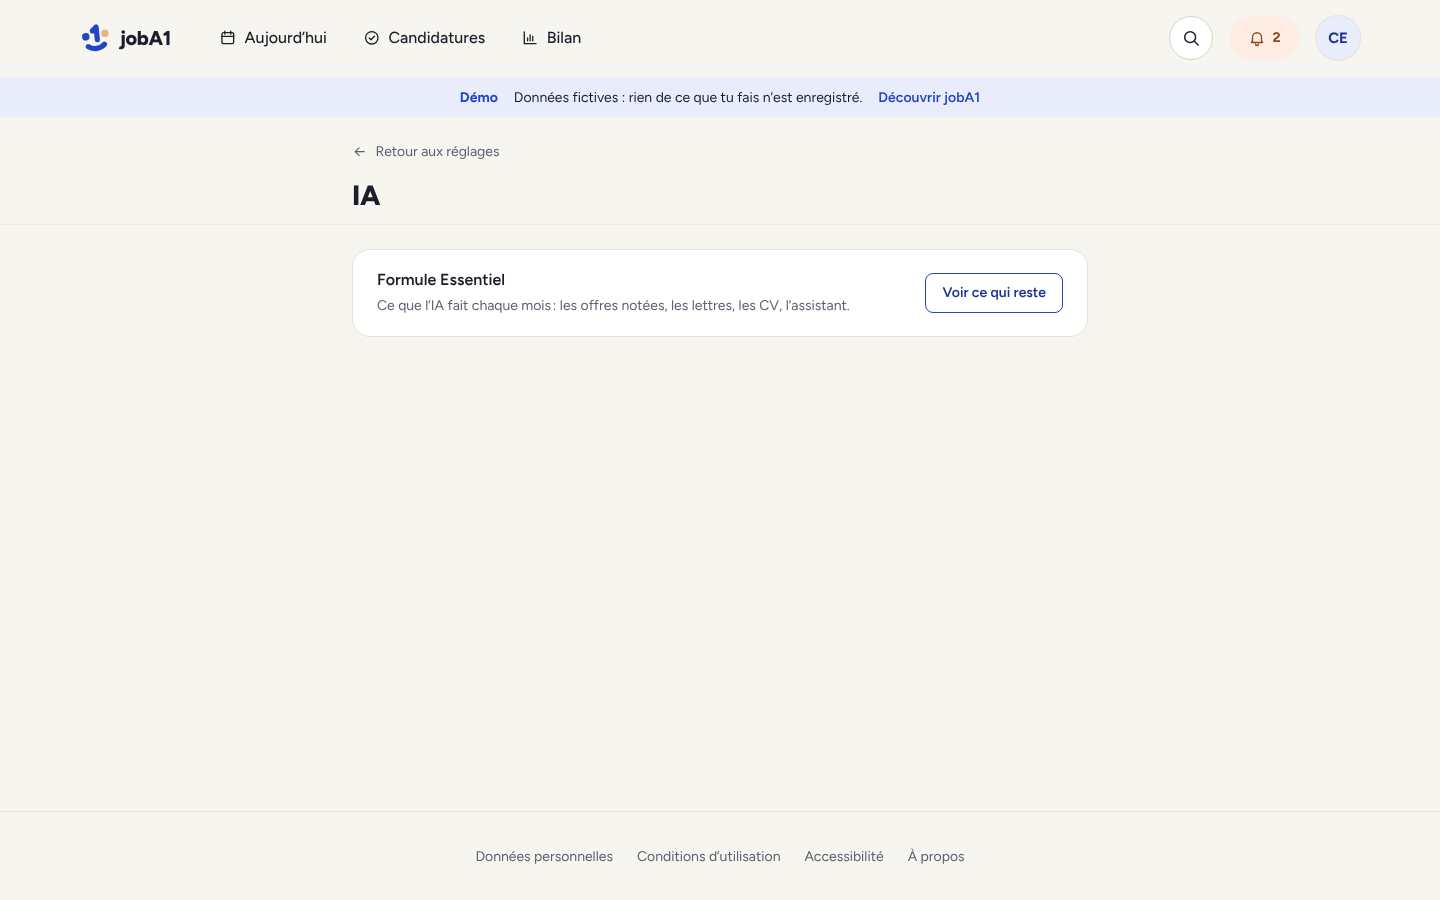 jobA1
Aujourd’hui
Candidatures
Bilan
2
CE
Démo Données fictives : rien de ce que tu fais n’est enregistré. Découvrir jobA1
← Retour aux réglages
IA
Formule Essentiel
Ce que l’IA fait chaque mois : les offres notées, les lettres, les CV, l’assistant.
Voir ce qui reste
Données personnelles
Conditions d’utilisation
Accessibilité
À propos